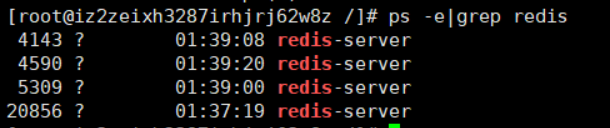 [root@iz2zeixh3287irhjrj62w8z /]# ps -e|grep redis
4143 ? 01:39:08 redis-server
4590 ? 01:39:20 redis-server
5309 ? 01:39:00 redis-server
20856 ? 01:37:19 redis-server